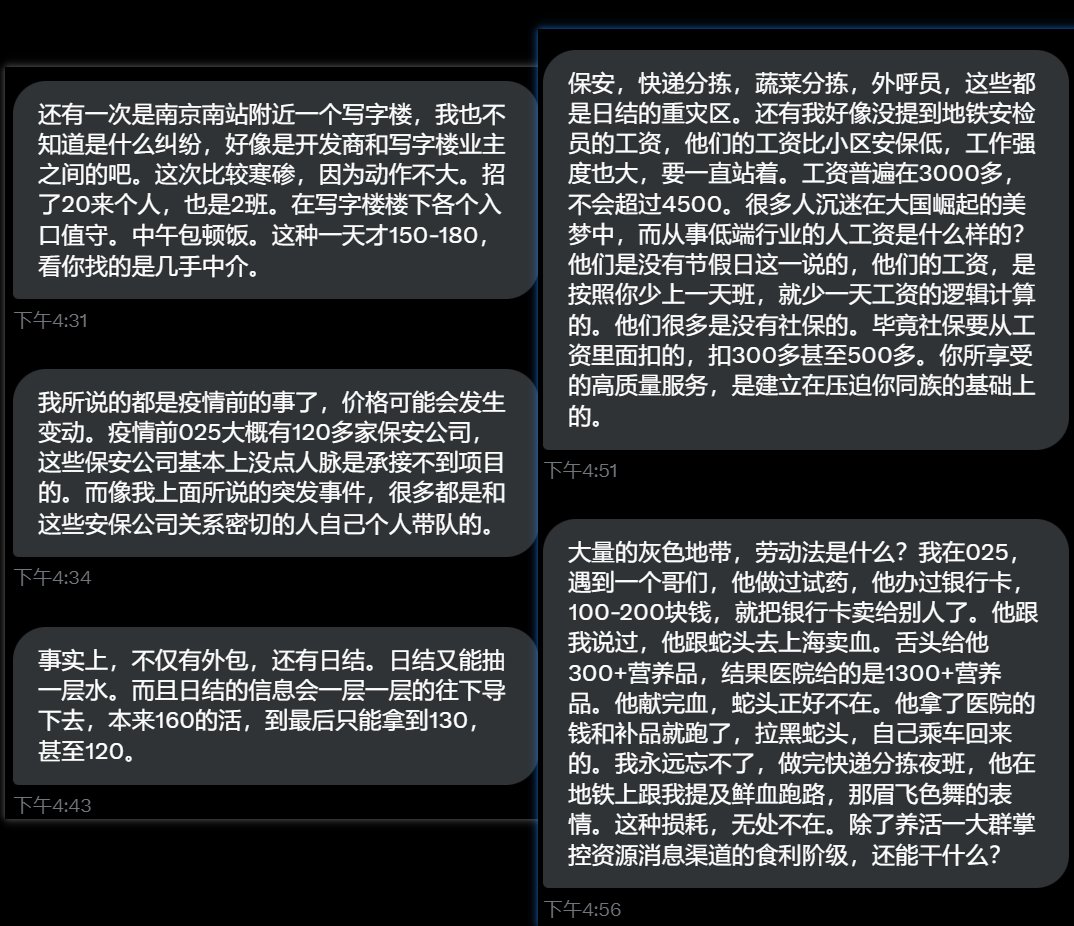 还有一次是南京南站附近一个写字楼，我也不
知道是什么纠纷，好像是开发商和写字楼业主
之间的吧。这次比较寒碜，因为动作不大。招
了20来个人，也是2班。在写字楼楼下各个入
口值守。中午包顿饭。这种一天才150-180，
看你找的是几手中介。
下午4:31
我所说的都是疫情前的事了，价格可能会发生
变动。疫情前025大概有120多家保安公司，
这些保安公司基本上没点人脉是承接不到项目
的。而像我上面所说的突发事件，很多都是和
这些安保公司关系密切的人自己个人带队的。
下午4:34
事实上，不仅有外包，还有日结。日结又能抽
一层水。而且日结的信息会一层一层的往下导
下去，本来160的活，到最后只能拿到130，
甚至120。
下午4:43
保安，快递分拣，蔬菜分拣，外呼员，这些都
是日结的重灾区。还有我好像没提到地铁安检
员的工资，他们的工资比小区安保低，工作强
度也大，要一直站着。工资普遍在3000多，
不会超过4500。很多人沉迷在大国崛起的美
梦中，而从事低端行业的人工资是什么样的？
他们是没有节假日这一说的，他们的工资，是
按照你少上一天班，就少一天工资的逻辑计算
的。他们很多是没有社保的。毕竟社保要从工
资里面扣的，扣300多甚至500多。你所享受
的高质量服务，是建立在压迫你同族的基础上
的。
下午4:51
大量的灰色地带，劳动法是什么？我在025，
遇到一个哥们，他做过试药，他办过银行卡，
100-200块钱，就把银行卡卖给别人了。他跟
我说过，他跟蛇头去上海卖血。舌头给他
300+营养品，结果医院给的是1300+营养
品。他献完血，蛇头正好不在。他拿了医院的
钱和补品就跑了，拉黑蛇头，自己乘车回来
的。我永远忘不了，做完快递分拣夜班，他在
地铁上跟我提及鲜血跑路，那眉飞色舞的表
情。这种损耗，无处不在。除了养活一大群掌
控资源消息渠道的食利阶级，还能干什么？
下午4:56